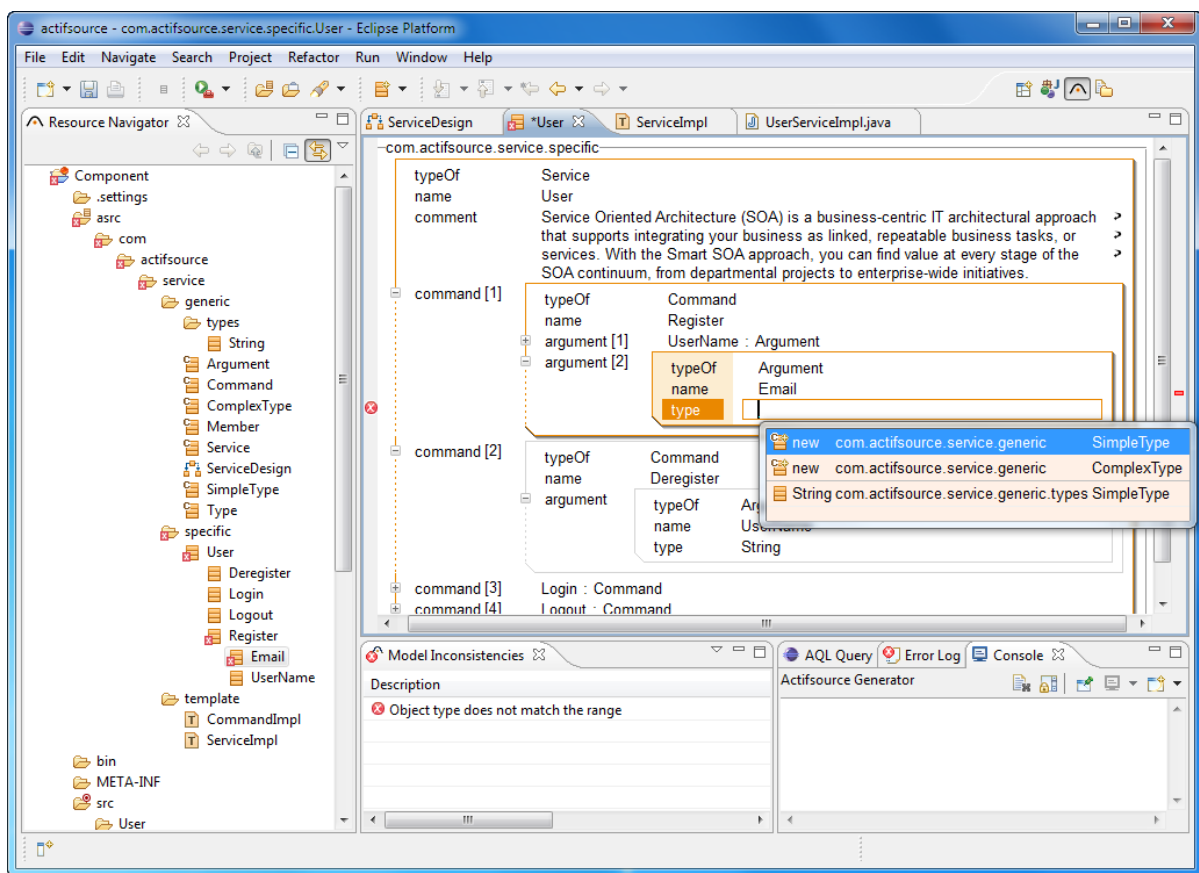 actifsource - com.actifsource.service.specific.User - Eclipse Platform
File Edit Navigate Search Project Refactor Run Window Help
Resource Navigator
Component
.settings
asrc
com
actifsource
service
generic
types
String
Argument
Command
ComplexType
Member
Service
ServiceDesign
SimpleType
Type
specific
User
Deregister
Login
Logout
Register
Email
UserName
template
CommandImpl
ServiceImpl
bin
META-INF
src
User
ServiceDesign *User ServiceImpl UserServiceImpl.java
com.actifsource.service.specific
typeOf Service
name User
comment Service Oriented Architecture (SOA) is a business-centric IT architectural approach
that supports integrating your business as linked, repeatable business tasks, or
services. With the Smart SOA approach, you can find value at every stage of the
SOA continuum, from departmental projects to enterprise-wide initiatives.
command [1] typeOf Command
name Register
argument [1] UserName : Argument
argument [2] typeOf Argument
name Email
type
new com.actifsource.service.generic SimpleType
new com.actifsource.service.generic ComplexType
String com.actifsource.service.generic.types SimpleType
command [2] typeOf Command
name Deregister
argument typeOf
name
type String
command [3] Login : Command
command [4] Logout : Command
Model Inconsistencies
Description
Object type does not match the range
AQL Query Error Log Console
Actifsource Generator